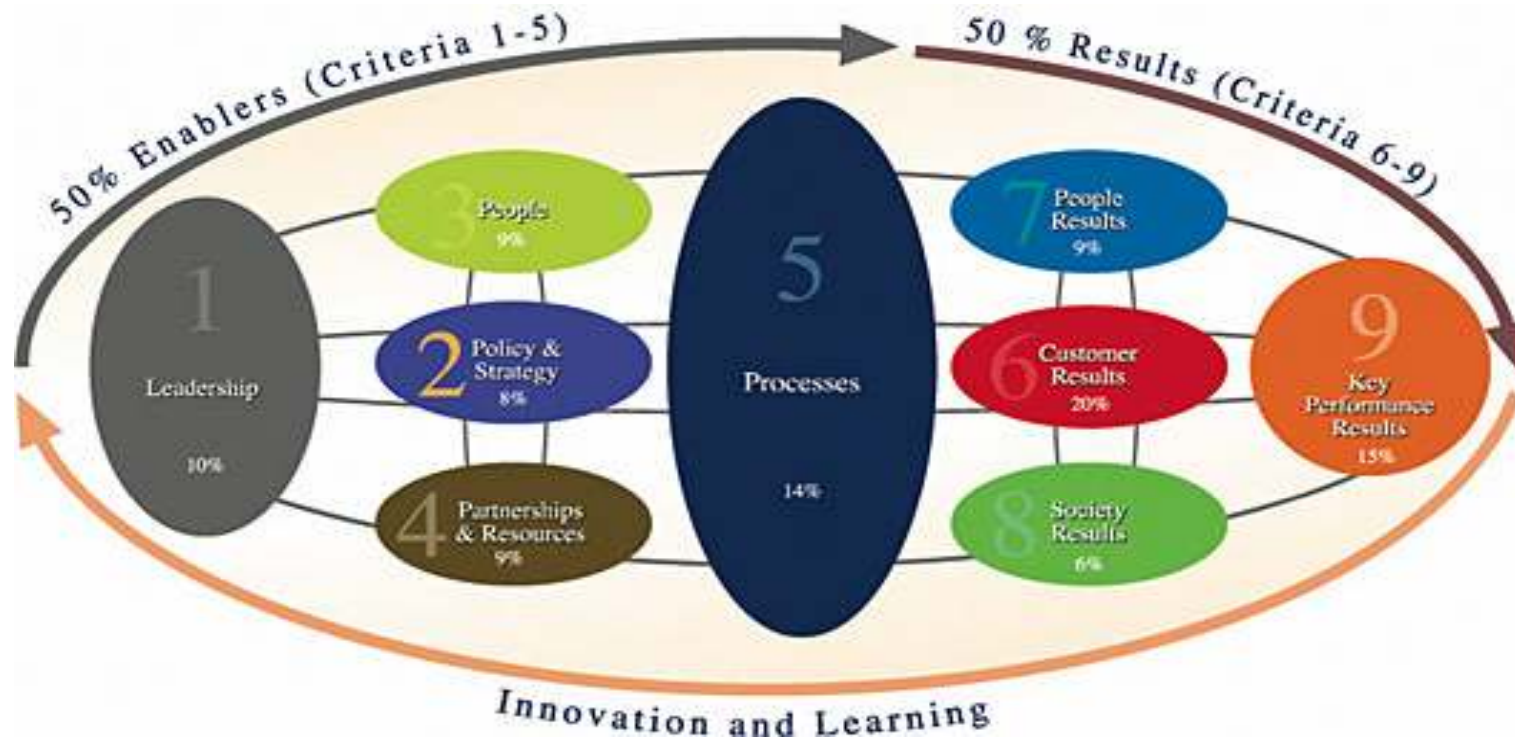 50% Enablers (Criteria 1-5)
50 % Results (Criteria 6-9)
1
Leadership
10%
3
People
9%
2
Policy &
Strategy
8%
4
Partnerships
& Resources
9%
5
Processes
14%
7
People
Results
9%
6
Customer
Results
20%
8
Society
Results
6%
9
Key
Performance
Results
15%
Innovation and Learning